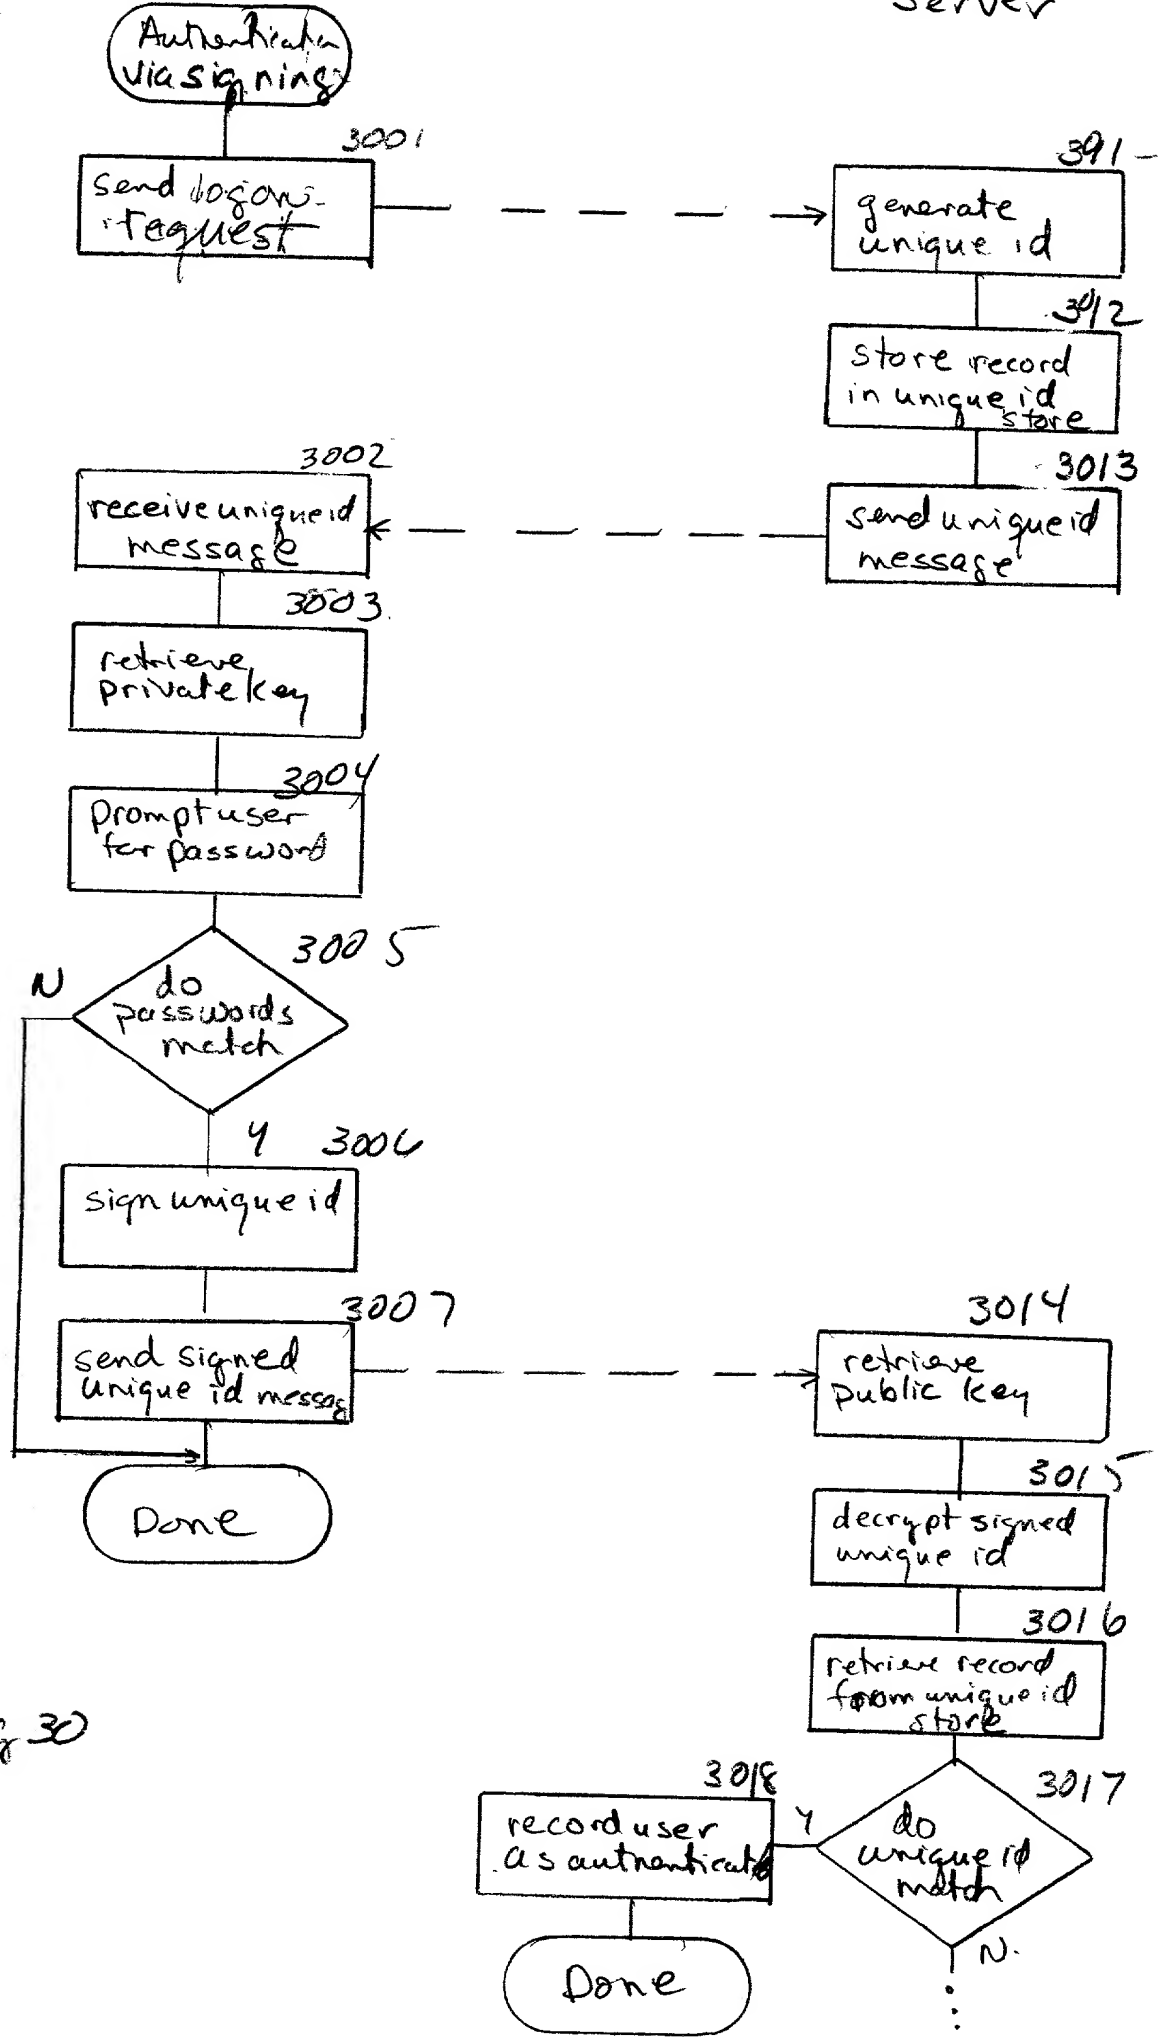 Server
Authentication
via signing
3001
send logon
request
391
generate
unique id
3012
store record
in unique id
store
3013
send unique id
message
3002
receive unique id
message
3003
retrieve
private key
3004
prompt user
for password
3005
do
passwords
match
N
Y
3006
sign unique id
3007
send signed
unique id messag
Done
3014
retrieve
public key
3015
decrypt signed
unique id
3016
retrieve record
from unique id
store
3017
do
unique id
match
Y
N.
3018
record user
as authenticated
Done
30